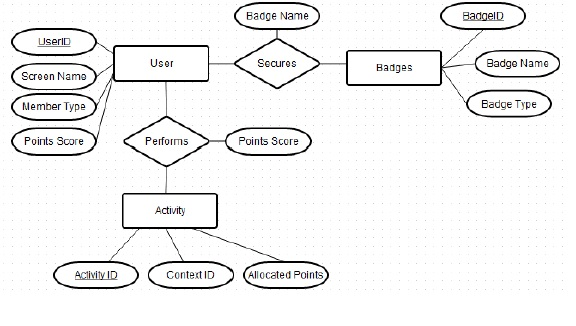 Badge Name
BadgeID
UserID
User
Secures
Badges
Badge Name
Screen Name
Member Type
Badge Type
Points Score
Performs
Points Score
Activity
Activity ID
Context ID
Allocated Points